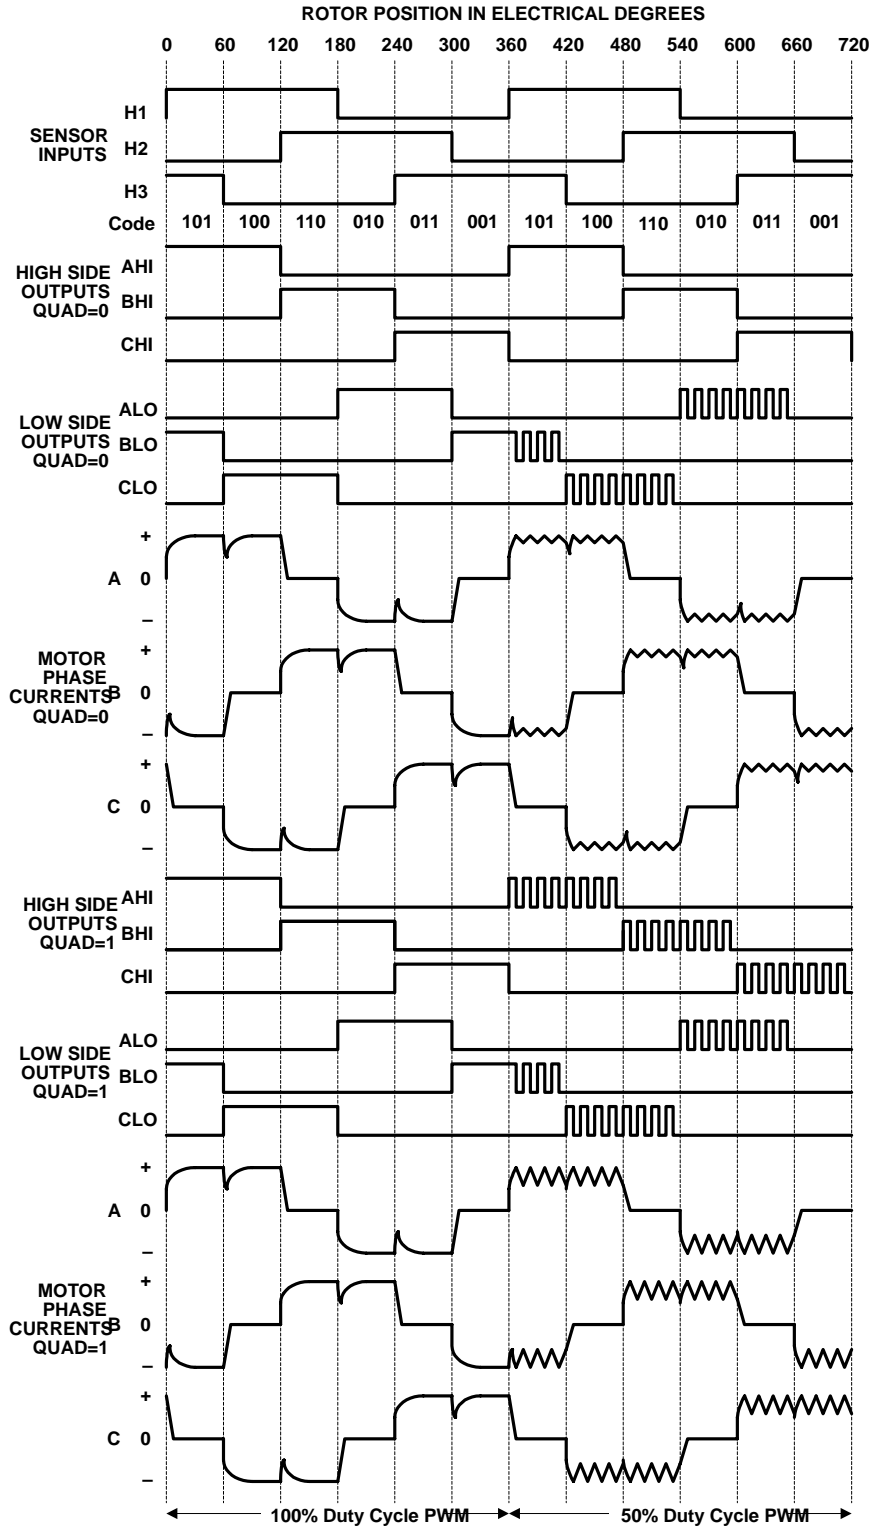 ROTOR POSITION IN ELECTRICAL DEGREES
0 60 120 180 240 300 360 420 480 540 600 660 720
SENSOR
INPUTS
H1
H2
H3
Code 101 100 110 010 011 001 101 100 110 010 011 001
HIGH SIDE
OUTPUTS
QUAD=0
AHI
BHI
CHI
LOW SIDE
OUTPUTS
QUAD=0
ALO
BLO
CLO
MOTOR
PHASE
CURRENTS
QUAD=0
+
A 0
–
+
B 0
–
+
C 0
–
HIGH SIDE
OUTPUTS
QUAD=1
AHI
BHI
CHI
LOW SIDE
OUTPUTS
QUAD=1
ALO
BLO
CLO
MOTOR
PHASE
CURRENTS
QUAD=1
+
A 0
–
+
B 0
–
+
C 0
–
100% Duty Cycle PWM 50% Duty Cycle PWM